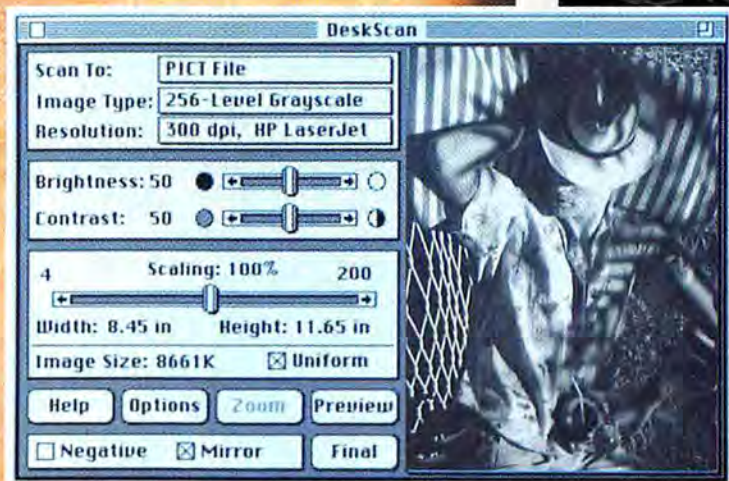 DeskScan
Scan To: PICT File
Image Type: 256-Level Grayscale
Resolution: 300 dpi, HP LaserJet
Brightness: 50
Contrast: 50
4 Scaling: 100% 200
Width: 8.45 in Height: 11.65 in
Image Size: 8661K Uniform
Help Options Zoom Preview
Negative Mirror Final